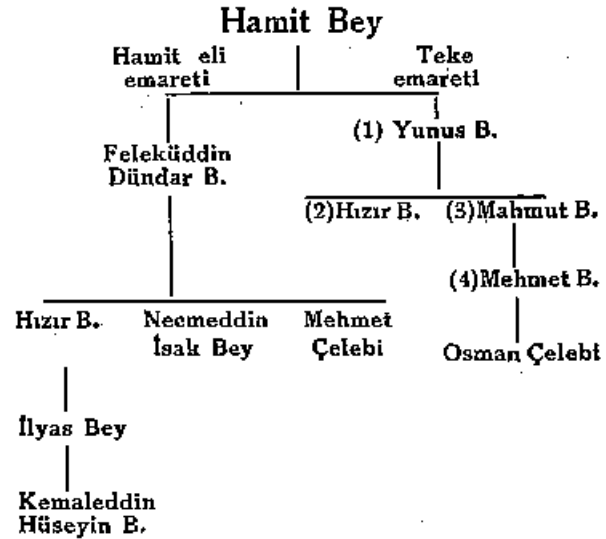 Hamit Bey
Hamit eli
emareti
Teke
emareti
(1) Yunus B.
Feleküddin
Dündar B.
(2)Hızır B. (3)Mahmut B.
(4)Mehmet B.
Hızır B. Necmeddin Mehmet
İsak Bey Çelebi
Osman Çelebi
İlyas Bey
Kemaleddin
Hüseyin B.